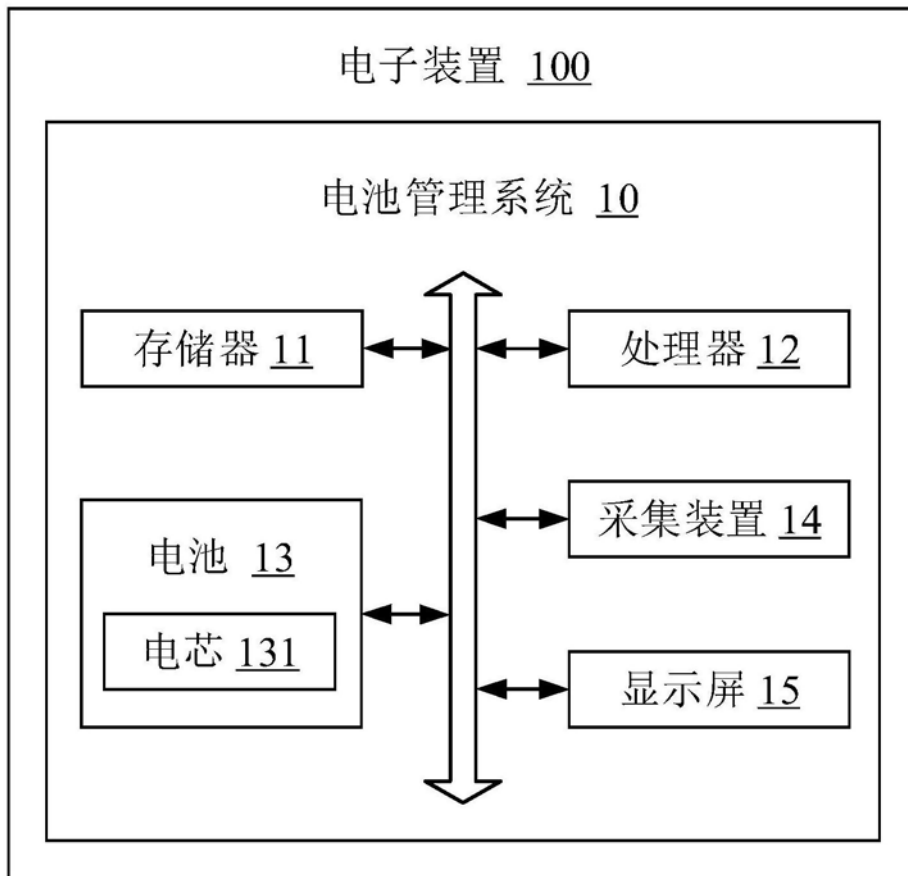 电子装置 100
电池管理系统 10
存储器 11
处理器 12
电池 13
采集装置 14
电芯 131
显示屏 15